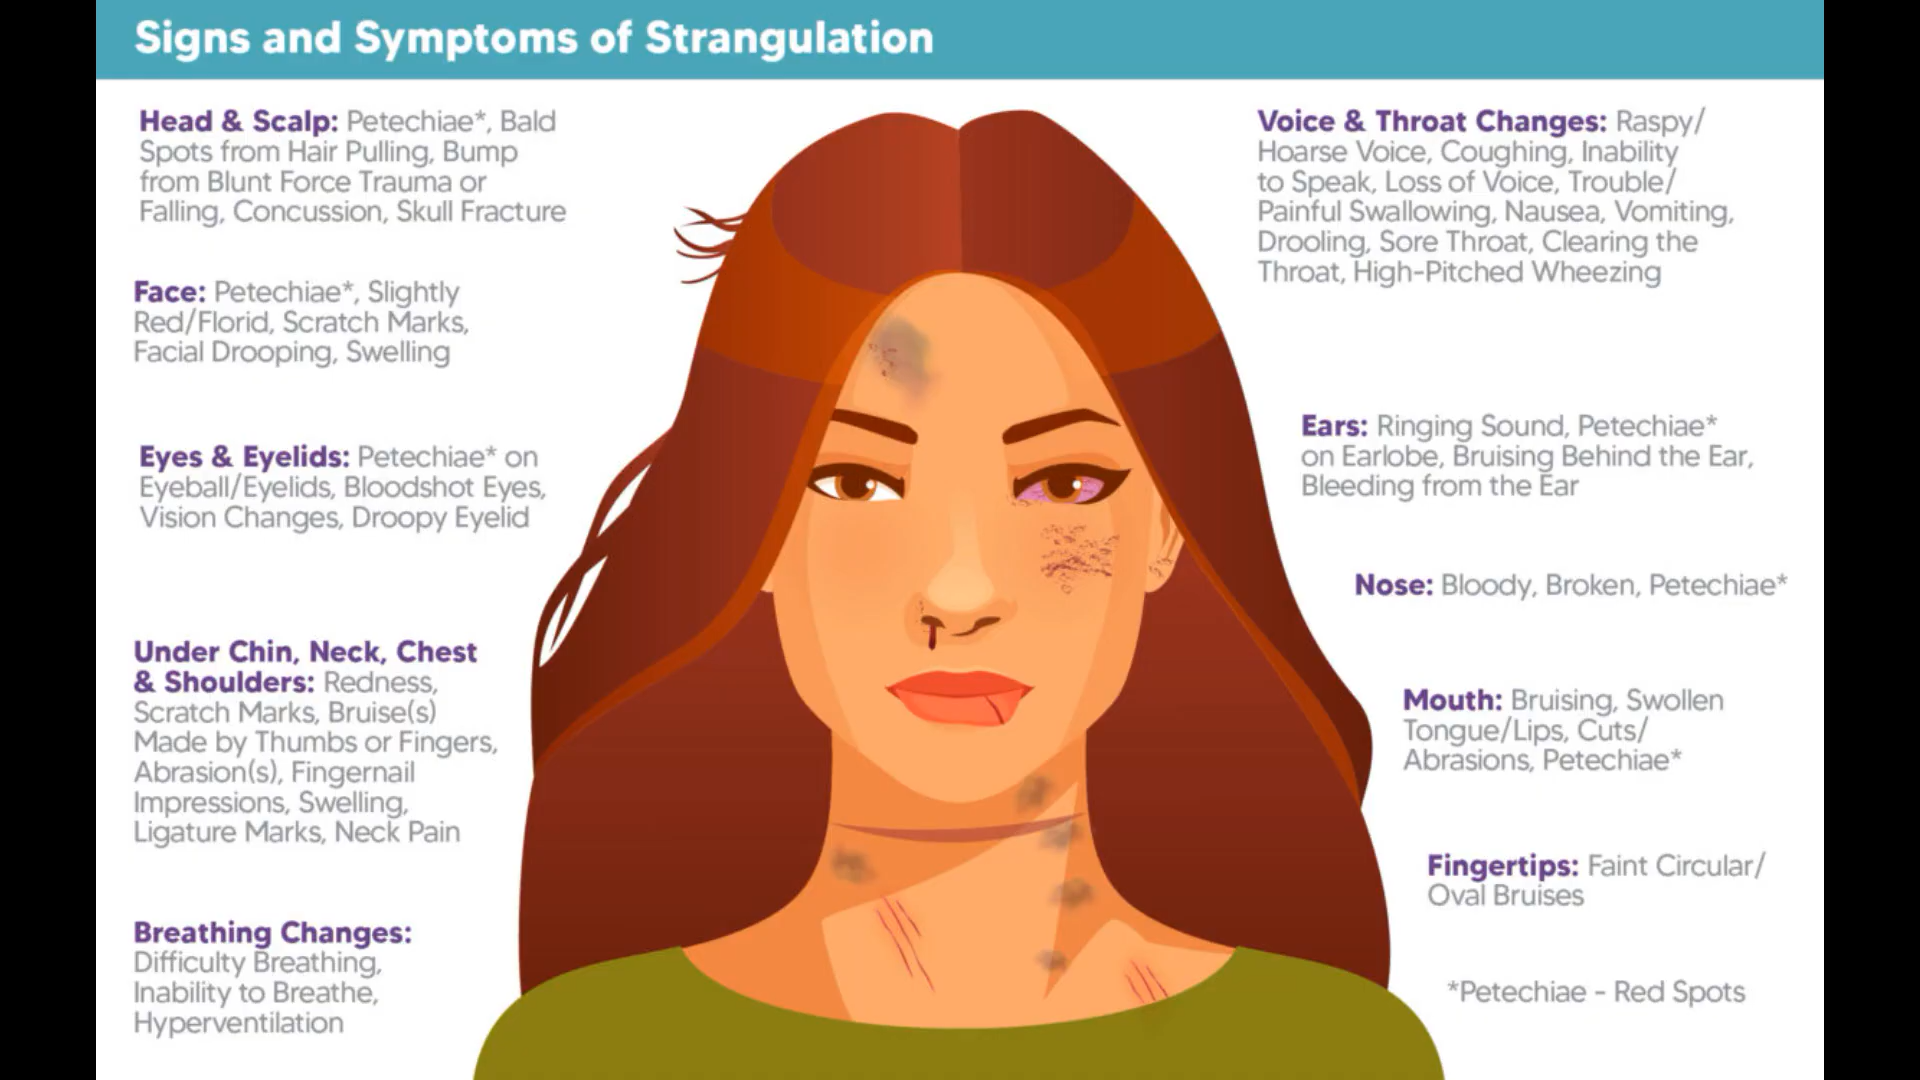 Signs and Symptoms of Strangulation
Head & Scalp: Petechiae*, Bald
Spots from Hair Pulling, Bump
from Blunt Force Trauma or
Falling, Concussion, Skull Fracture
Face: Petechiae*, Slightly
Red/Florid, Scratch Marks,
Facial Drooping, Swelling
Eyes & Eyelids: Petechiae* on
Eyeball/Eyelids, Bloodshot Eyes,
Vision Changes, Droopy Eyelid
Under Chin, Neck, Chest
& Shoulders: Redness,
Scratch Marks, Bruise(s)
Made by Thumbs or Fingers,
Abrasion(s), Fingernail
Impressions, Swelling,
Ligature Marks, Neck Pain
Breathing Changes:
Difficulty Breathing,
Inability to Breathe,
Hyperventilation
Voice & Throat Changes: Raspy/
Hoarse Voice, Coughing, Inability
to Speak, Loss of Voice, Trouble/
Painful Swallowing, Nausea, Vomiting,
Drooling, Sore Throat, Clearing the
Throat, High-Pitched Wheezing
Ears: Ringing Sound, Petechiae*
on Earlobe, Bruising Behind the Ear,
Bleeding from the Ear
Nose: Bloody, Broken, Petechiae*
Mouth: Bruising, Swollen
Tongue/Lips, Cuts/
Abrasions, Petechiae*
Fingertips: Faint Circular/
Oval Bruises
*Petechiae - Red Spots